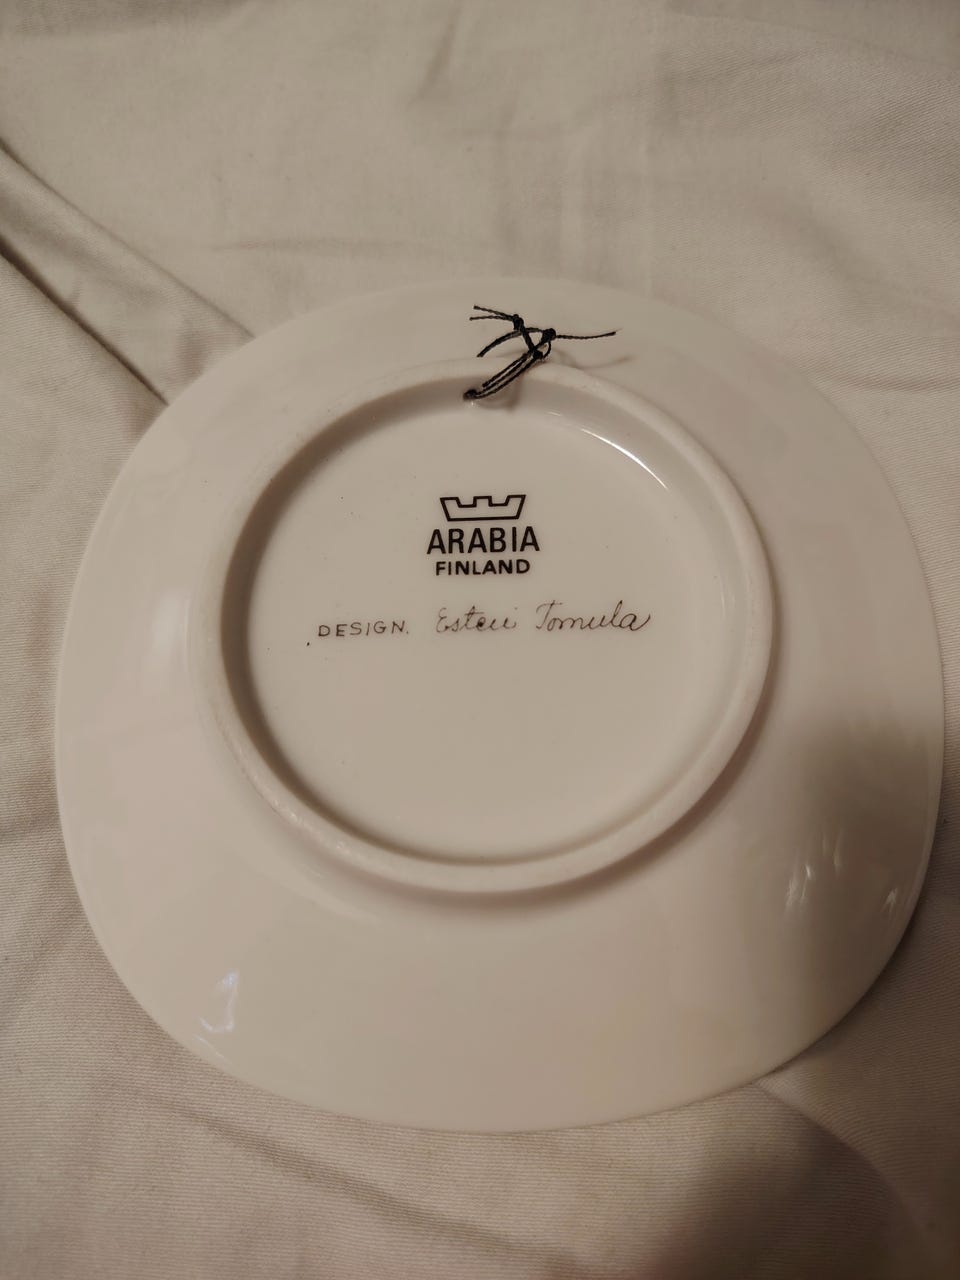 ARABIA
FINLAND
DESIGN. Esteri Tomula